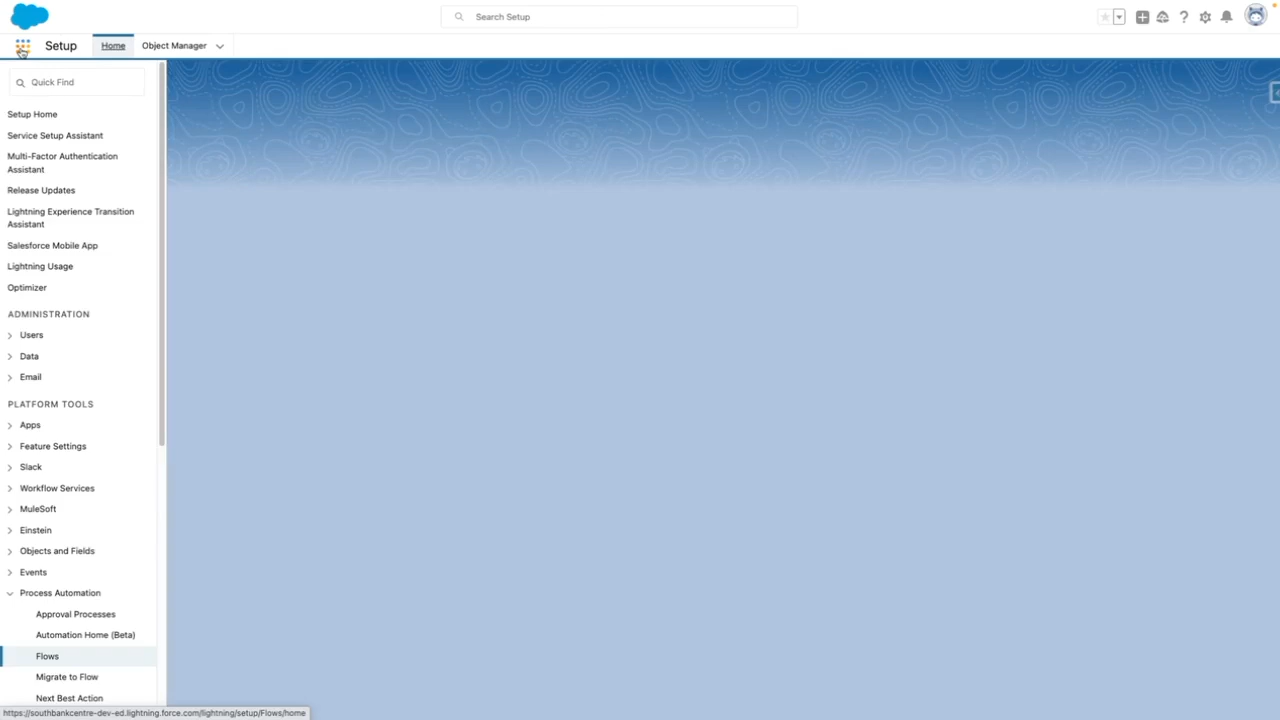 Search Setup
Setup
Home
Object Manager
Quick Find
Setup Home
Service Setup Assistant
Multi-Factor Authentication
Assistant
Release Updates
Lightning Experience Transition
Assistant
Salesforce Mobile App
Lightning Usage
Optimizer
ADMINISTRATION
Users
Data
Email
PLATFORM TOOLS
Apps
Feature Settings
Slack
Workflow Services
MuleSoft
Einstein
Objects and Fields
Events
Process Automation
Approval Processes
Automation Home (Beta)
Flows
Migrate to Flow
Next Best Action
https://southbankcentre-dev-ed.lightning.force.com/lightning/setup/Flows/home